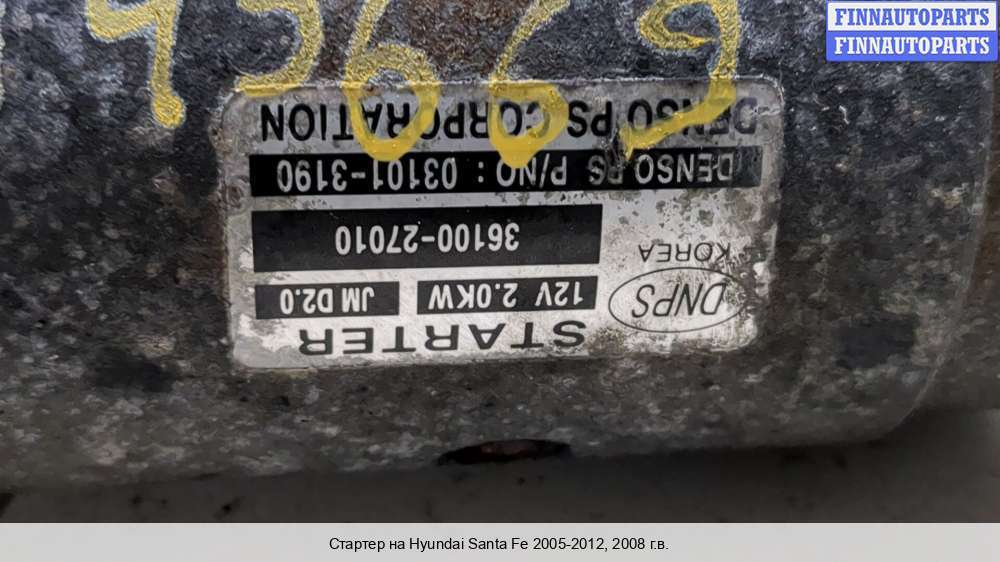 FINNAUTOPARTS
FINNAUTOPARTS
STARTER
12V 2.0KW JM D2.0
DNPS
KOREA
36100-27010
DENSO PS P/NO : 03101-3190
DENSO PS CORPORATION
Стартер на Hyundai Santa Fe 2005-2012, 2008 г.в.